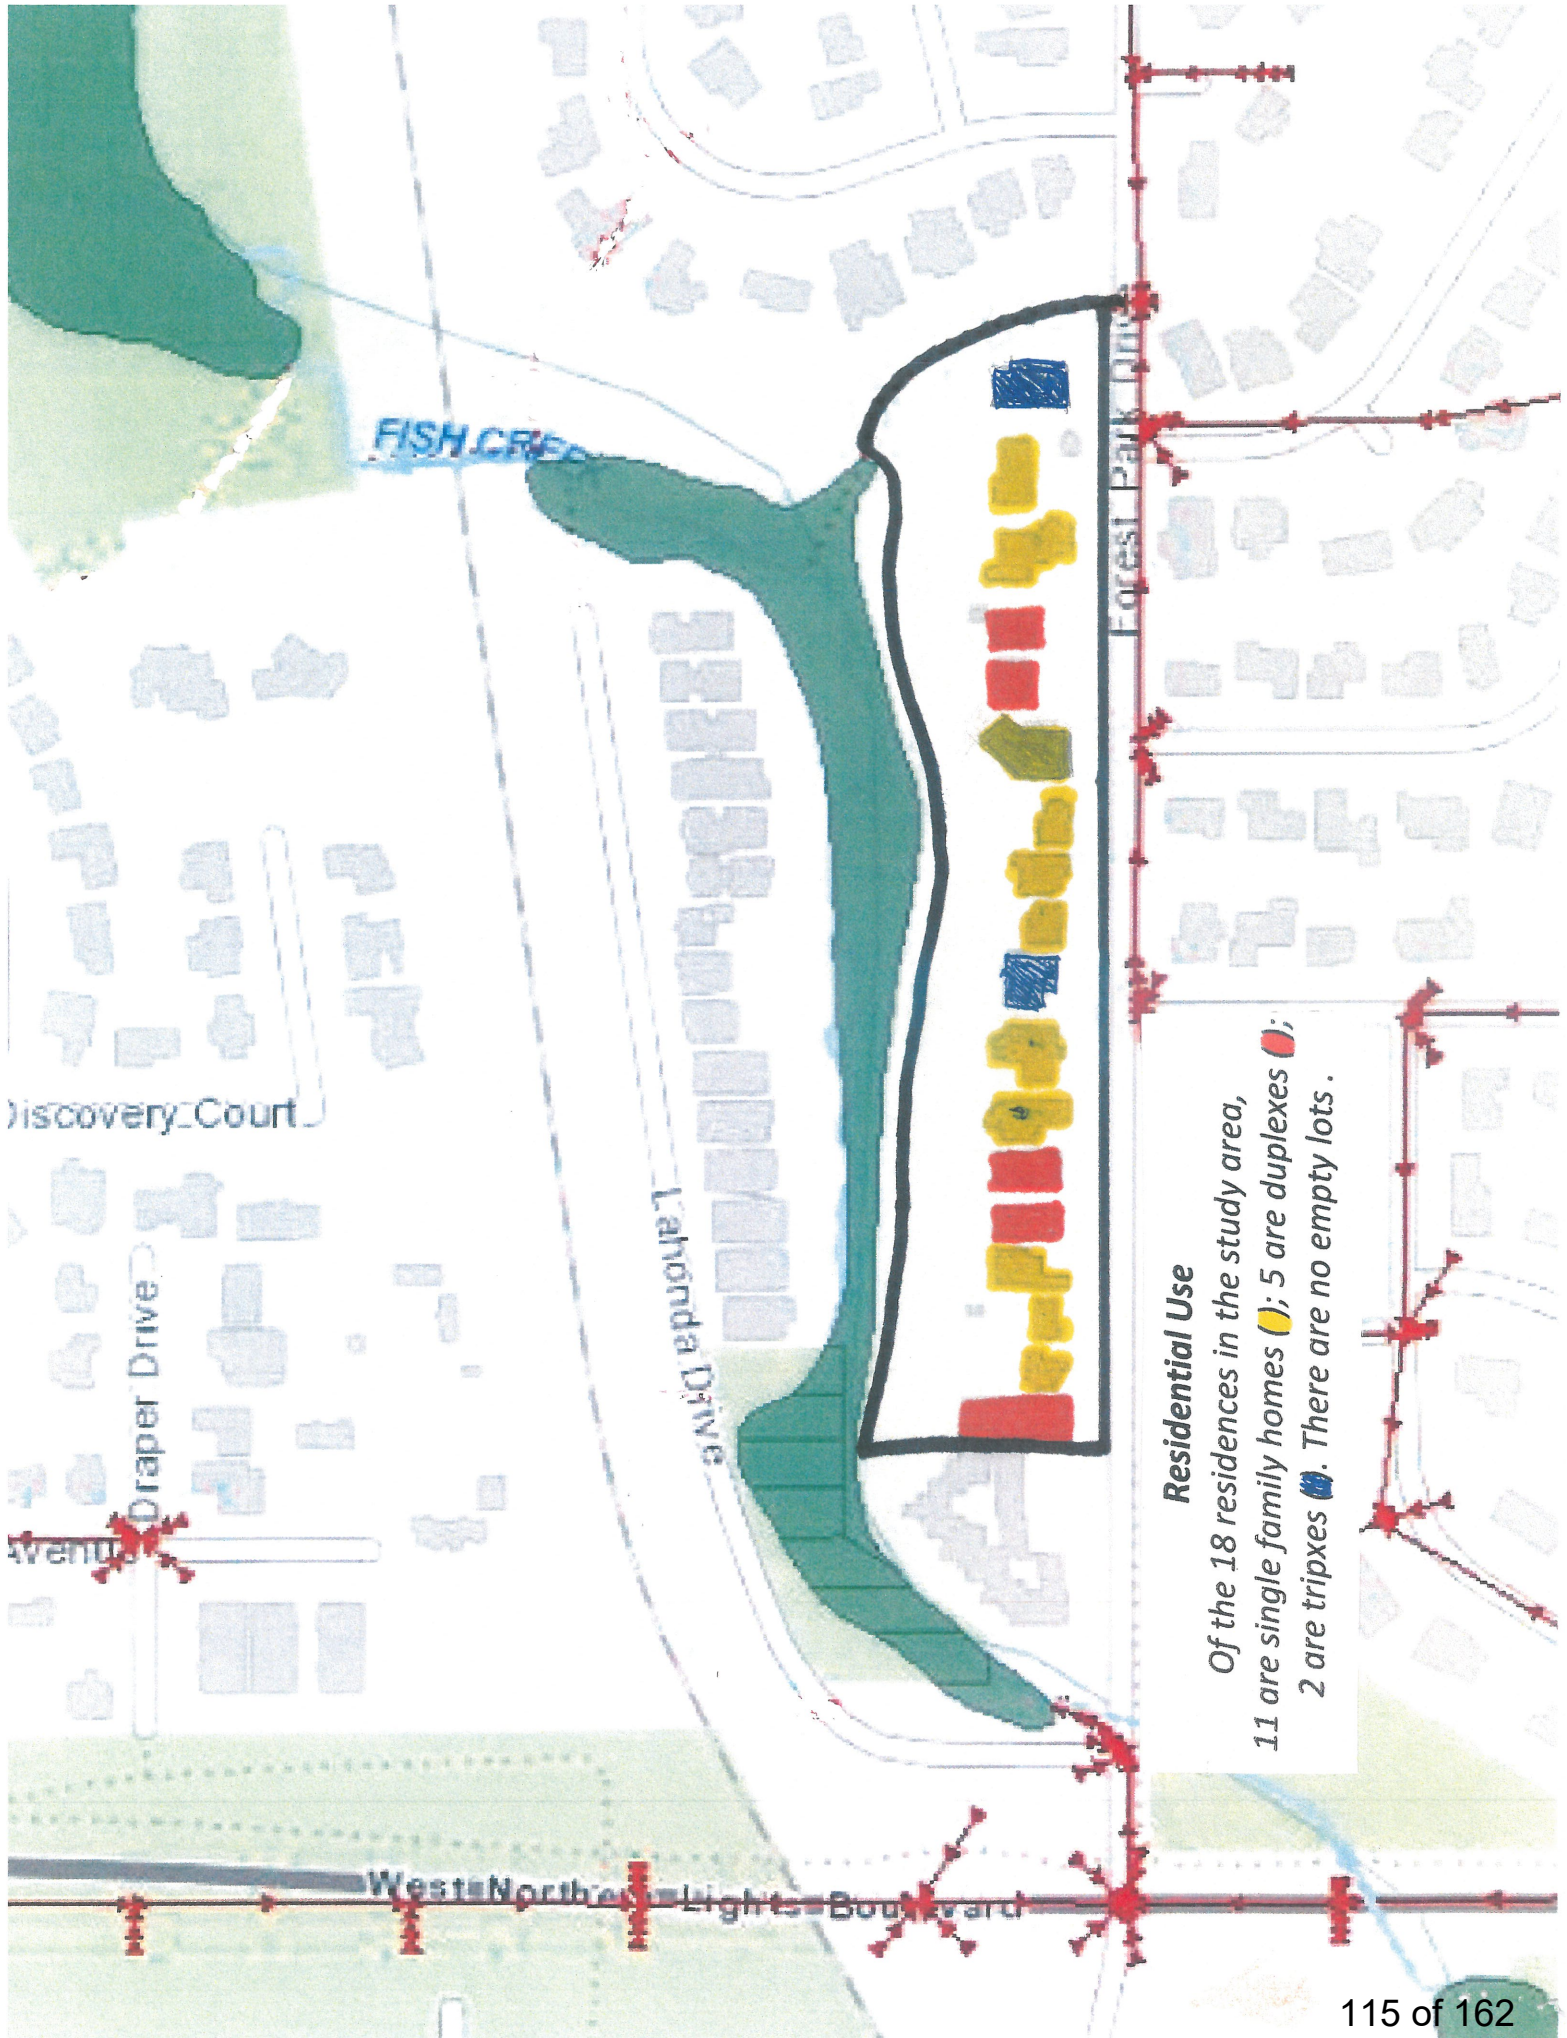 FISH CREE
Forest Park Drive
Discovery Court
Lahonda Drive
Draper Drive
Avenue
West Northern Lights Boulevard
Residential Use
Of the 18 residences in the study area,
11 are single family homes (); 5 are duplexes ();
2 are tripxes (). There are no empty lots .
115 of 162